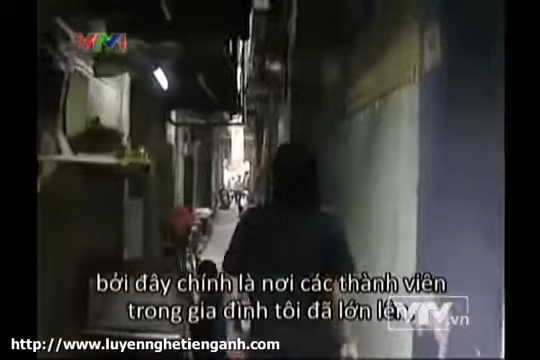 VTV1
bởi đây chính là nơi các thành viên
trong gia đình tôi đã lớn lên.
VTV.vn
http://www.luyennghetienganh.com